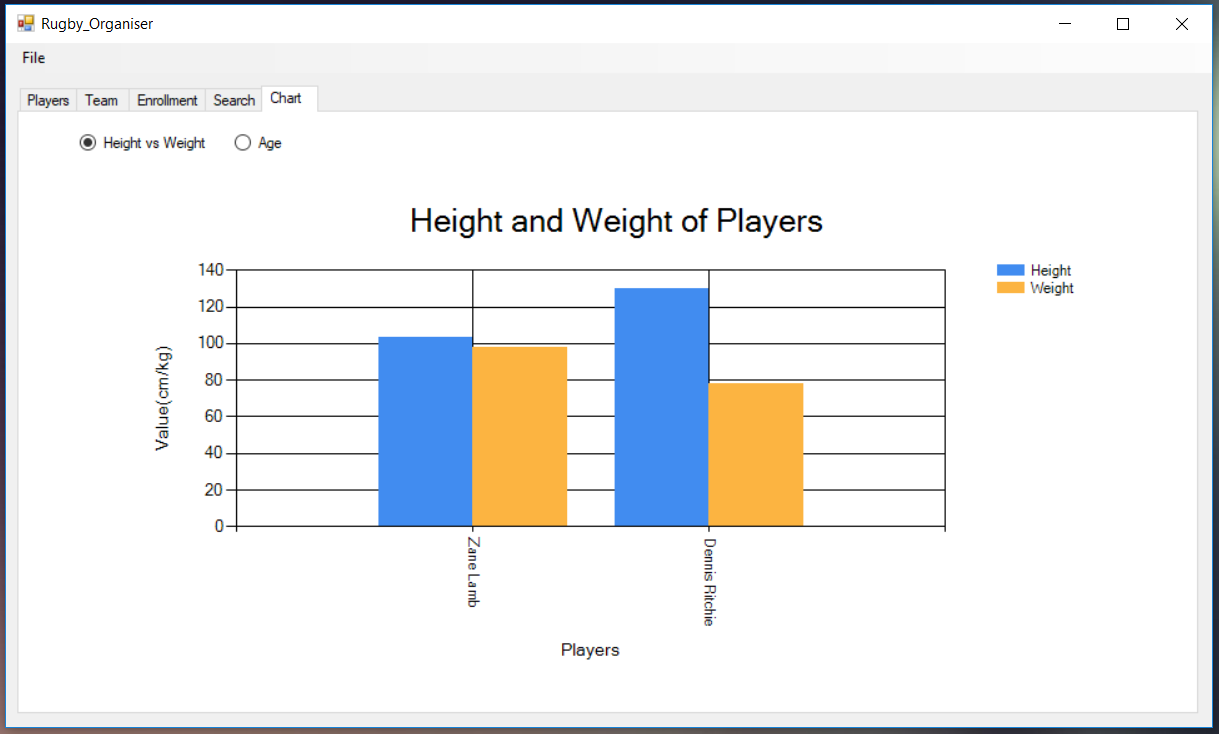 Rugby_Organiser
File
Players Team Enrollment Search Chart
Height vs Weight Age
Height and Weight of Players
Height
Weight
140
120
100
80
60
40
20
0
Value(cm/kg)
Zane Lamb
Dennis Ritchie
Players